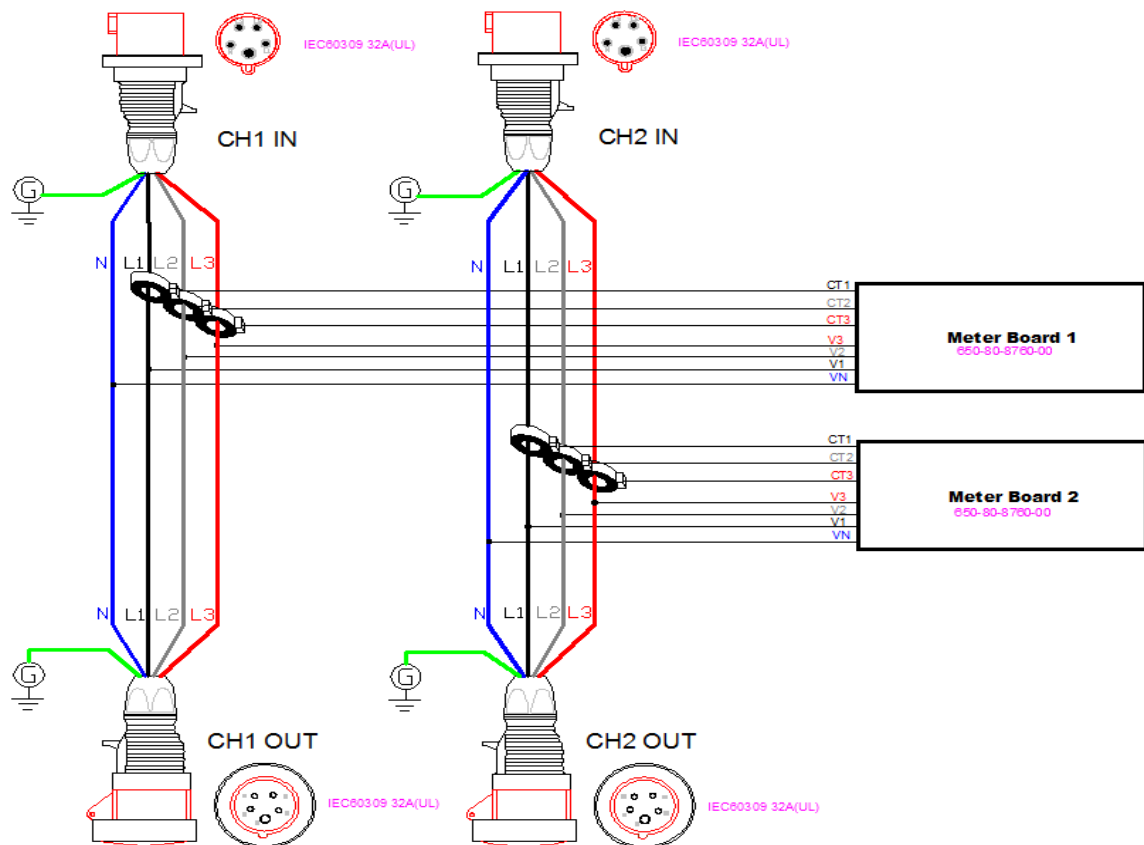 IEC60309 32A(UL)
IEC60309 32A(UL)
CH1 IN
CH2 IN
G
G
N L1 L2 L3
N L1 L2 L3
CT1
CT2
CT3
V3
V2
V1
VN
Meter Board 1
650-80-8760-00
CT1
CT2
CT3
V3
V2
V1
VN
Meter Board 2
650-80-8760-00
N L1 L2 L3
N L1 L2 L3
G
G
CH1 OUT
CH2 OUT
IEC60309 32A(UL)
IEC60309 32A(UL)